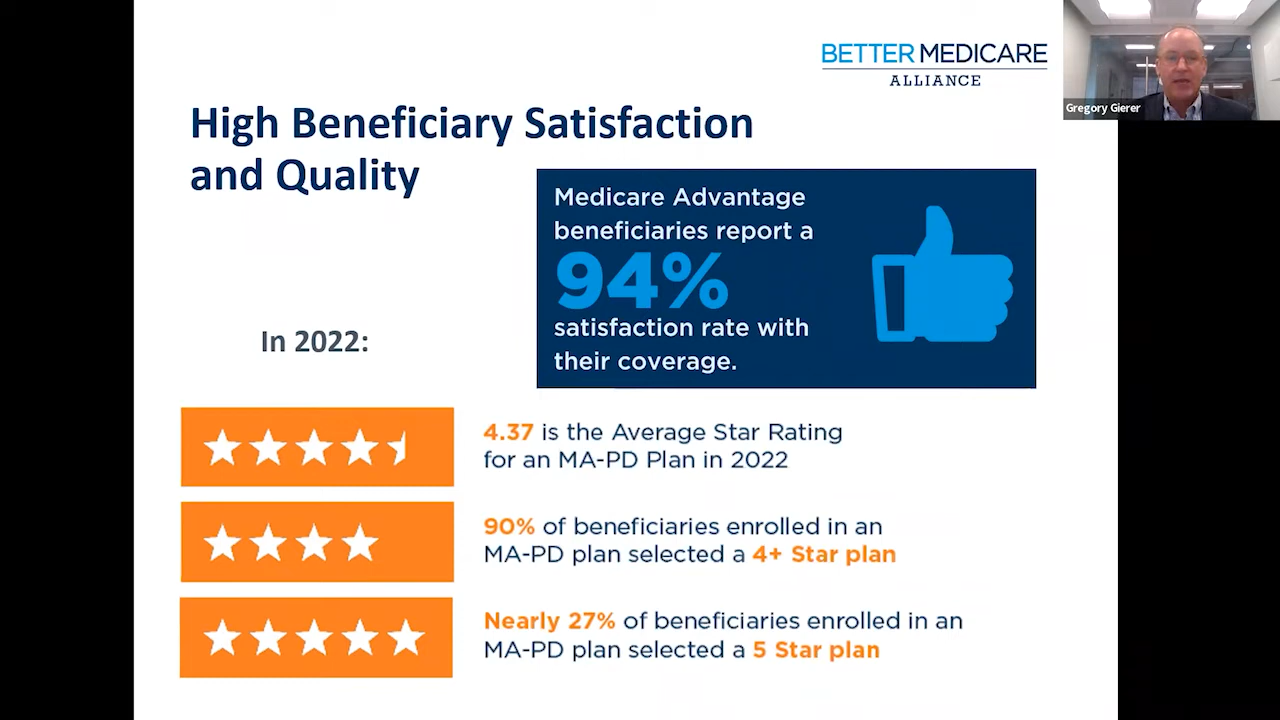 BETTER MEDICARE
ALLIANCE
Gregory Gierer
High Beneficiary Satisfaction
and Quality
Medicare Advantage
beneficiaries report a
94%
satisfaction rate with
their coverage.
In 2022:
4.37 is the Average Star Rating
for an MA-PD Plan in 2022
90% of beneficiaries enrolled in an
MA-PD plan selected a 4+ Star plan
Nearly 27% of beneficiaries enrolled in an
MA-PD plan selected a 5 Star plan